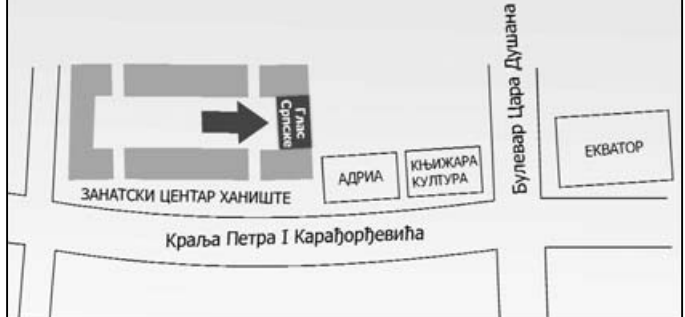 Глас
Српске
Булевар Цара Душана
ЕКВАТОР
АДРИА
КЊИЖАРА
КУЛТУРА
ЗАНАТСКИ ЦЕНТАР ХАНИШТЕ
Краља Петра I Карађорђевића